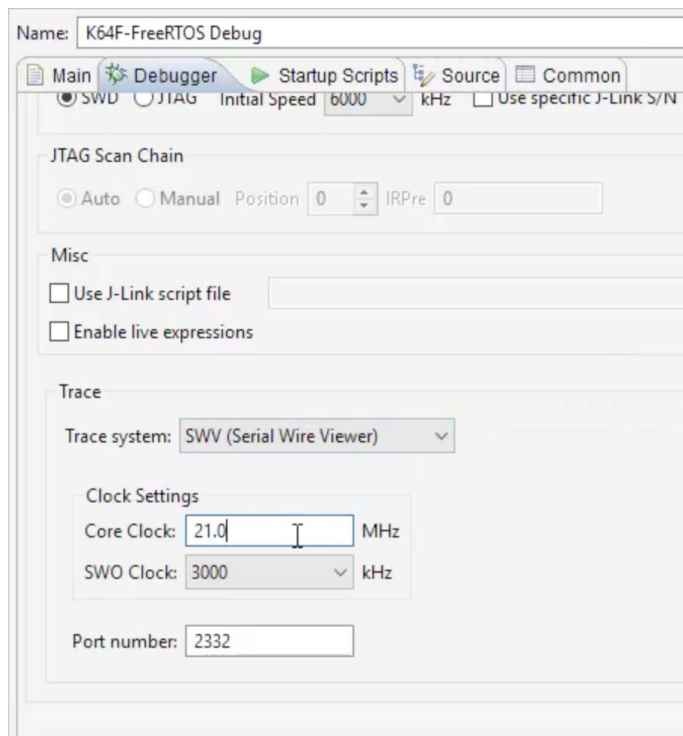 Name: K64F-FreeRTOS Debug
Main Debugger Startup Scripts Source Common
SWD JTAG Initial Speed 6000 kHz Use specific J-Link S/N
JTAG Scan Chain
Auto Manual Position 0 IRPre 0
Misc
Use J-Link script file
Enable live expressions
Trace
Trace system: SWV (Serial Wire Viewer)
Clock Settings
Core Clock: 21.0 MHz
SWO Clock: 3000 kHz
Port number: 2332